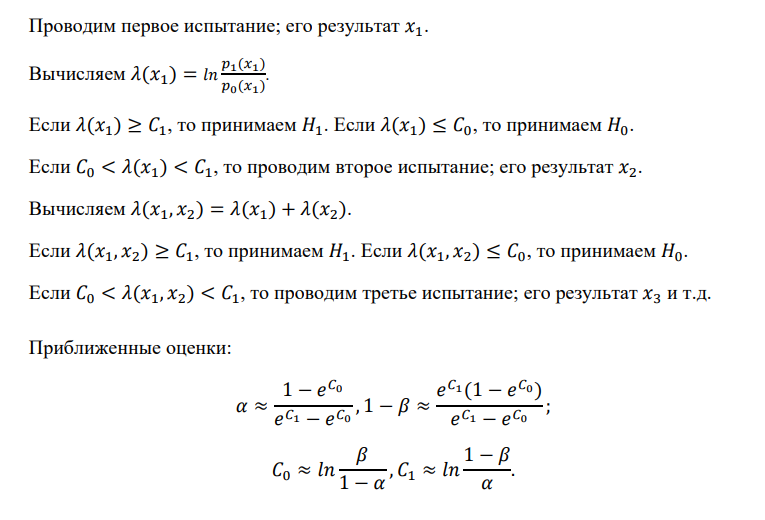 Проводим первое испытание; его результат 𝑥₁.
Вычисляем 𝜆(𝑥₁) = 𝑙𝑛 𝑝₁(𝑥₁)/𝑝₀(𝑥₁).
Если 𝜆(𝑥₁) ≥ 𝐶₁, то принимаем 𝐻₁. Если 𝜆(𝑥₁) ≤ 𝐶₀, то принимаем 𝐻₀.
Если 𝐶₀ < 𝜆(𝑥₁) < 𝐶₁, то проводим второе испытание; его результат 𝑥₂.
Вычисляем 𝜆(𝑥₁, 𝑥₂) = 𝜆(𝑥₁) + 𝜆(𝑥₂).
Если 𝜆(𝑥₁, 𝑥₂) ≥ 𝐶₁, то принимаем 𝐻₁. Если 𝜆(𝑥₁, 𝑥₂) ≤ 𝐶₀, то принимаем 𝐻₀.
Если 𝐶₀ < 𝜆(𝑥₁, 𝑥₂) < 𝐶₁, то проводим третье испытание; его результат 𝑥₃ и т.д.
Приближенные оценки:
𝛼 ≈ (1 − 𝑒^{𝐶₀})/(𝑒^{𝐶₁} − 𝑒^{𝐶₀}), 1 − 𝛽 ≈ 𝑒^{𝐶₁}(1 − 𝑒^{𝐶₀})/(𝑒^{𝐶₁} − 𝑒^{𝐶₀});
𝐶₀ ≈ 𝑙𝑛 𝛽/(1 − 𝛼), 𝐶₁ ≈ 𝑙𝑛 (1 − 𝛽)/𝛼.